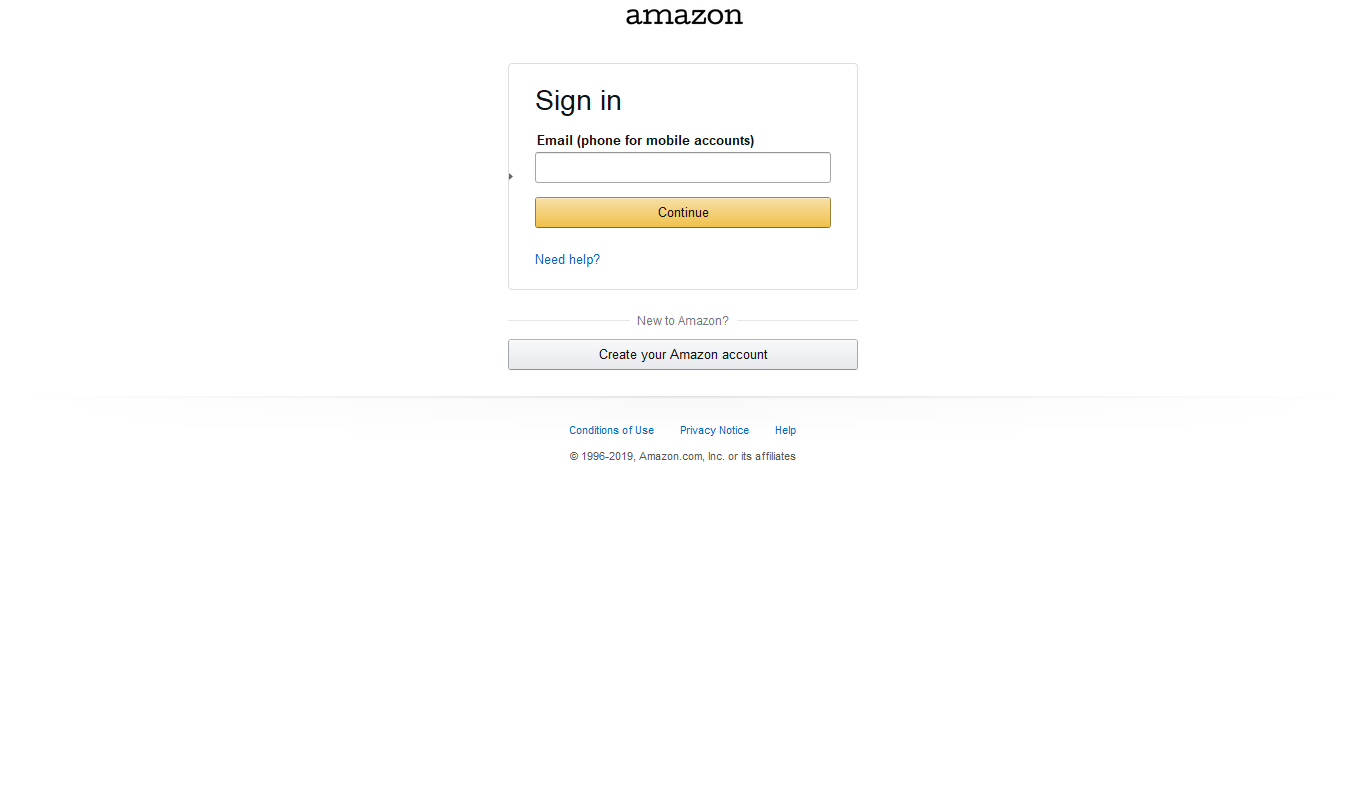 amazon
Sign in
Email (phone for mobile accounts)
Continue
Need help?
New to Amazon?
Create your Amazon account
Conditions of Use Privacy Notice Help
© 1996-2019, Amazon.com, Inc. or its affiliates